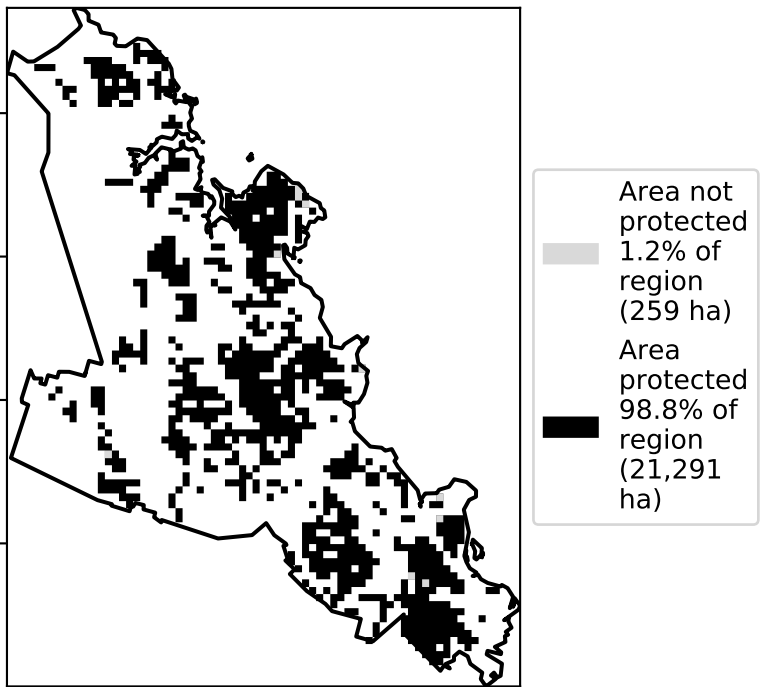 Area not
protected
1.2% of
region
(259 ha)
Area
protected
98.8% of
region
(21,291
ha)